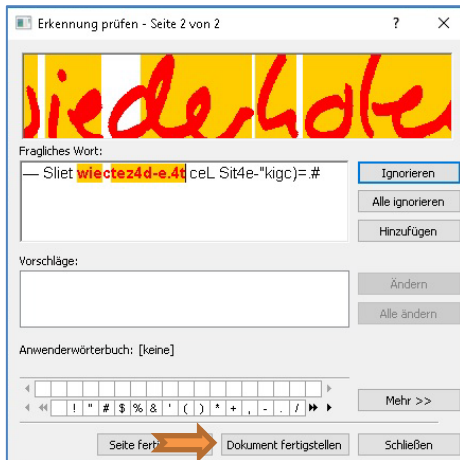 Erkennung prüfen - Seite 2 von 2 ? ×
wiederholen
Fragliches Wort:
— Sliet wiectez4d-e.4t ceL Sit4e-"kigc)=.#
Ignorieren
Alle ignorieren
Hinzufügen
Vorschläge:
Ändern
Alle ändern
Anwenderwörterbuch: [keine]
! " # $ % & ' ( ) * + , - . /
Mehr >>
Seite ferti
Dokument fertigstellen
Schließen